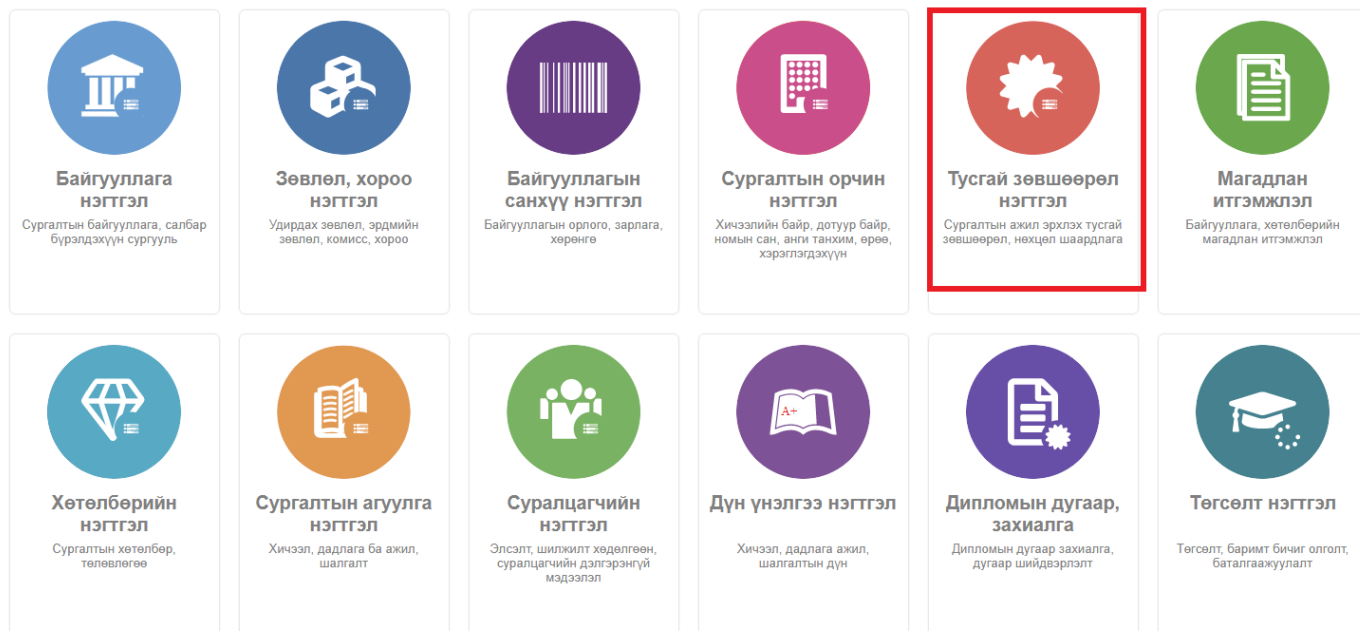 Байгууллага
нэгтгэл
Сургалтын байгууллага, салбар
бүрэлдэхүүн сургууль
Зөвлөл, хороо
нэгтгэл
Удирдах зөвлөл, эрдмийн
зөвлөл, комисс, хороо
Байгууллагын
санхүү нэгтгэл
Байгууллагын орлого, зарлага,
хөрөнгө
Сургалтын орчин
нэгтгэл
Хичээлийн байр, дотуур байр,
номын сан, анги танхим, өрөө,
хэрэглэгдэхүүн
Тусгай зөвшөөрөл
нэгтгэл
Сургалтын ажил эрхлэх тусгай
зөвшөөрөл, нөхцөл шаардлага
Магадлан
итгэмжлэл
Байгууллага, хөтөлбөрийн
магадлан итгэмжлэл
Хөтөлбөрийн
нэгтгэл
Сургалтын хөтөлбөр,
төлөвлөгөө
Сургалтын агуулга
нэгтгэл
Хичээл, дадлага ба ажил,
шалгалт
Суралцагчийн
нэгтгэл
Элсэлт, шилжилт хөдөлгөөн,
суралцагчийн дэлгэрэнгүй
мэдээлэл
A+
Дүн үнэлгээ нэгтгэл
Хичээл, дадлага ажил,
шалгалтын дүн
Дипломын дугаар,
захиалга
Дипломын дугаар захиалга,
дугаар шийдвэрлэлт
Төгсөлт нэгтгэл
Төгсөлт, баримт бичиг олголт,
баталгаажуулалт